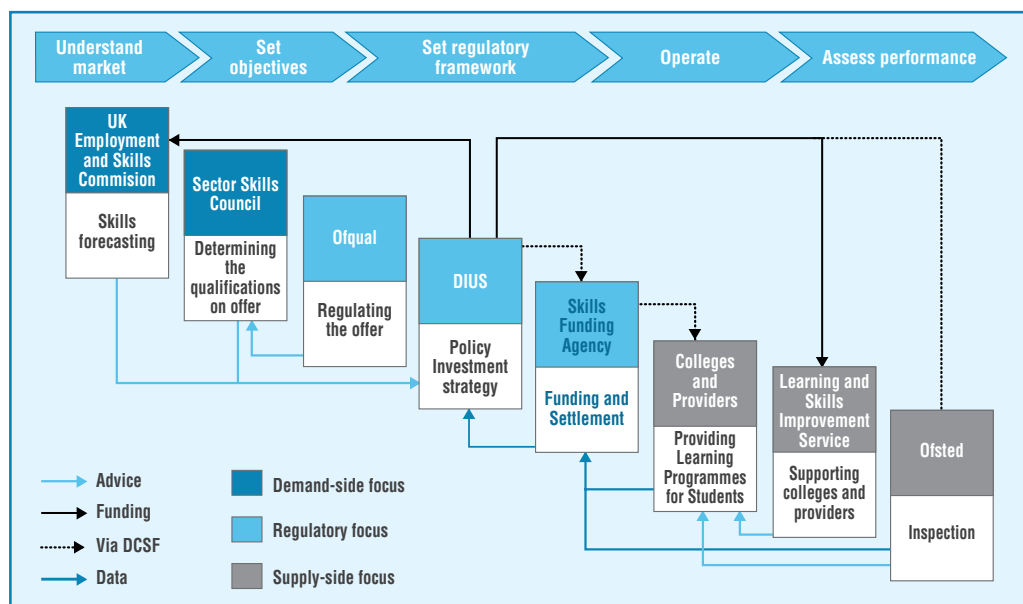 Understand
market
Set
objectives
Set regulatory
framework
Operate
Assess performance
UK
Employment
and Skills
Commision
Skills
forecasting
Sector Skills
Council
Determining
the
qualifications
on offer
Ofqual
Regulating
the offer
DIUS
Policy
Investment
strategy
Skills
Funding
Agency
Funding and
Settlement
Colleges
and
Providers
Providing
Learning
Programmes
for Students
Learning and
Skills
Improvement
Service
Supporting
colleges and
providers
Ofsted
Inspection
Advice
Funding
Via DCSF
Data
Demand-side focus
Regulatory focus
Supply-side focus